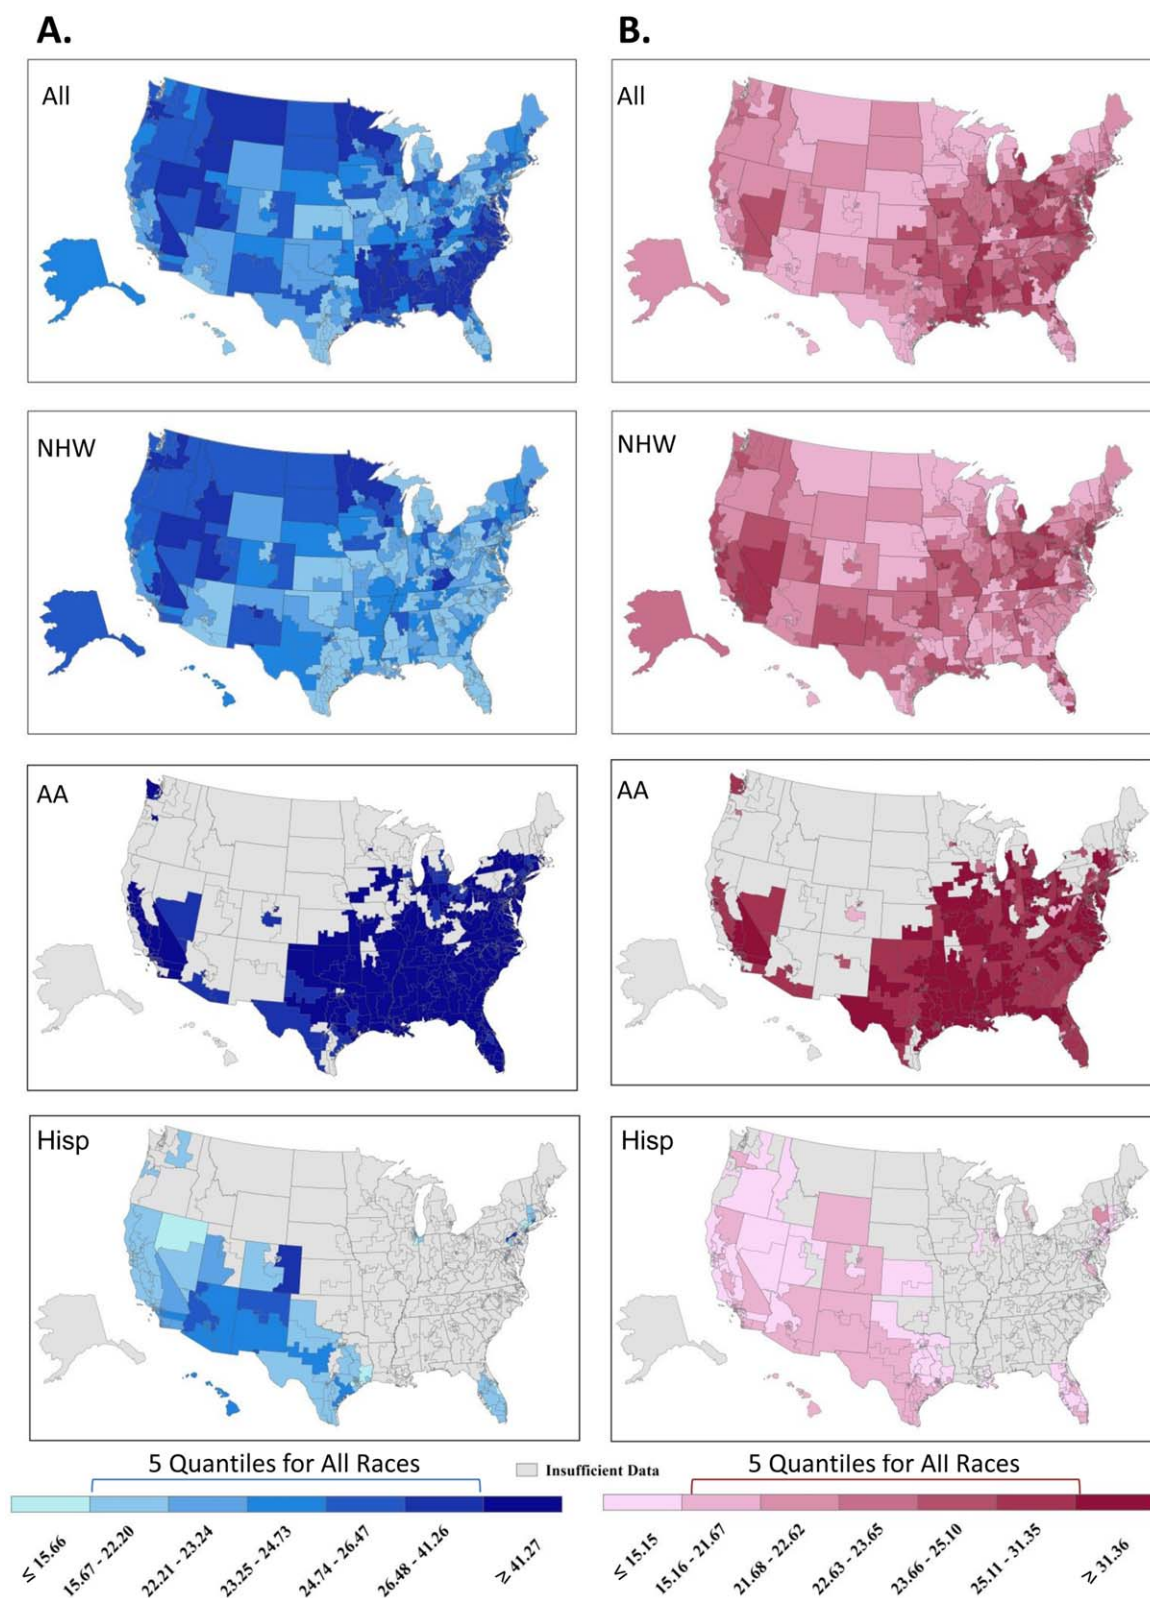 A. B.
All All
NHW NHW
AA AA
Hisp Hisp
5 Quantiles for All Races Insufficient Data 5 Quantiles for All Races
≤ 15.66 15.67 - 22.20 22.21 - 23.24 23.25 - 24.73 24.74 - 26.47 26.48 - 41.26 ≥ 41.27 ≤ 15.15 15.16 - 21.67 21.68 - 22.62 22.63 - 23.65 23.66 - 25.10 25.11 - 31.35 ≥ 31.36